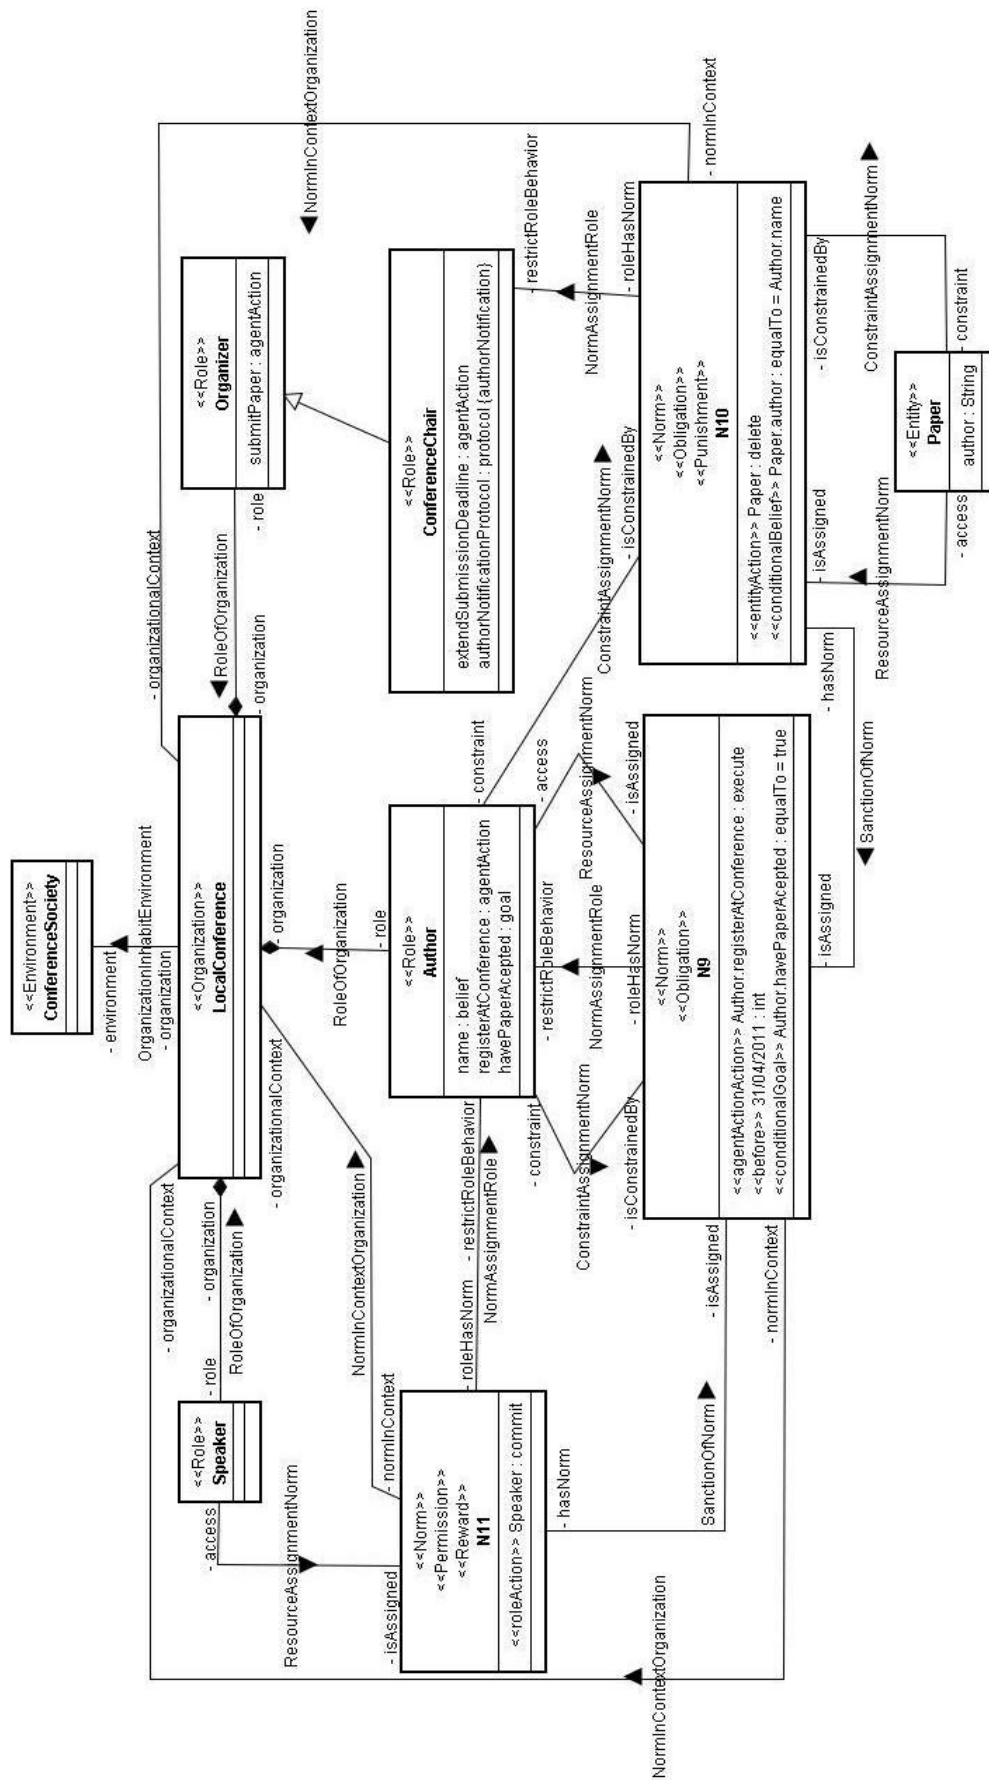 <<Environment>>
ConferenceSociety
- environment
OrganizationInhabitEnvironment
- organization
<<Organization>>
LocalConference
- organizationalContext
- organization
RoleOfOrganization
- role
<<Role>>
Speaker
- access
ResourceAssignmentNorm
- isAssigned
- organizationalContext
NormInContextOrganization
- normInContext
- organization
RoleOfOrganization
- role
- organizationalContext
RoleOfOrganization
- organization
- role
<<Role>>
Organizer
submitPaper : agentAction
NormInContextOrganization
<<Role>>
ConferenceChair
extendSubmissionDeadline : agentAction
authorNotificationProtocol : protocol {authorNotification}
- restrictRoleBehavior
NormAssignmentRole
- roleHasNorm
- normInContext
<<Role>>
Author
name : belief
registerAtConference : agentAction
havePaperAcepted : goal
- constraint
ConstraintAssignmentNorm
- isConstrainedBy
- access
ResourceAssignmentNorm
- isAssigned
- restrictRoleBehavior
NormAssignmentRole
- roleHasNorm
- constraint
ConstraintAssignmentNorm
- isConstrainedBy
- restrictRoleBehavior
NormAssignmentRole
- roleHasNorm
<<Norm>>
<<Permission>>
<<Reward>>
N11
<<roleAction>> Speaker : commit
- hasNorm
SanctionOfNorm
- isAssigned
- normInContext
NormInContextOrganization
<<Norm>>
<<Obligation>>
N9
<<agentActionAction>> Author.registerAtConference : execute
<<before>> 31/04/2011 : int
<<conditionalGoal>> Author.havePaperAcepted : equalTo = true
- isAssigned
SanctionOfNorm
- hasNorm
<<Norm>>
<<Obligation>>
<<Punishment>>
N10
<<entityAction>> Paper : delete
<<conditionalBelief>> Paper.author : equalTo = Author.name
- isAssigned
ResourceAssignmentNorm
- access
- isConstrainedBy
ConstraintAssignmentNorm
- constraint
<<Entity>>
Paper
author : String